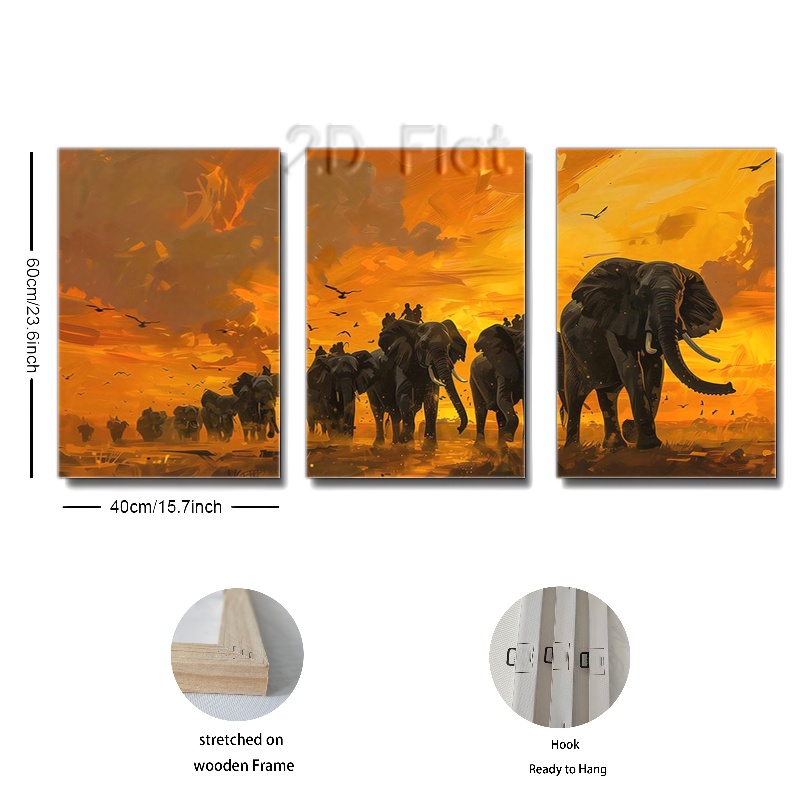 2D Flat
60cm/23.6inch
40cm/15.7inch
stretched on
wooden Frame
Hook
Ready to Hang